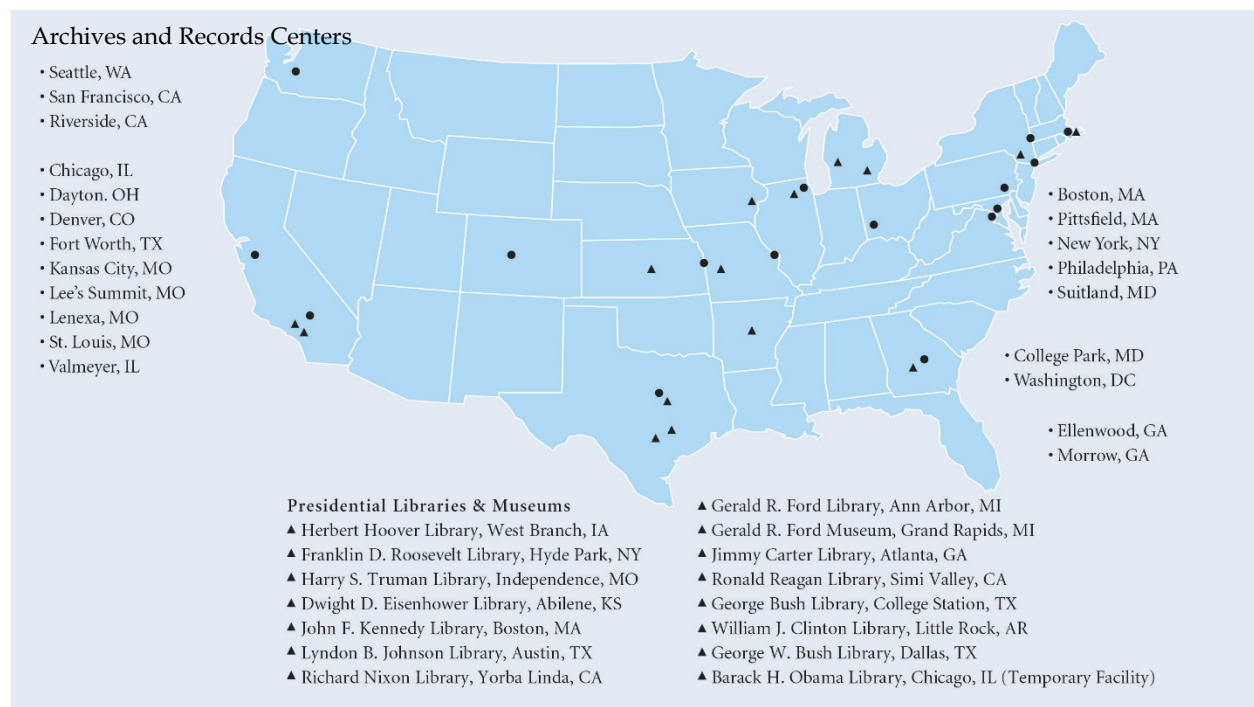 Archives and Records Centers
• Seattle, WA
• San Francisco, CA
• Riverside, CA
• Chicago, IL
• Dayton. OH
• Denver, CO
• Fort Worth, TX
• Kansas City, MO
• Lee's Summit, MO
• Lenexa, MO
• St. Louis, MO
• Valmeyer, IL
• Boston, MA
• Pittsfield, MA
• New York, NY
• Philadelphia, PA
• Suitland, MD
• College Park, MD
• Washington, DC
• Ellenwood, GA
• Morrow, GA
Presidential Libraries & Museums
▲ Herbert Hoover Library, West Branch, IA
▲ Franklin D. Roosevelt Library, Hyde Park, NY
▲ Harry S. Truman Library, Independence, MO
▲ Dwight D. Eisenhower Library, Abilene, KS
▲ John F. Kennedy Library, Boston, MA
▲ Lyndon B. Johnson Library, Austin, TX
▲ Richard Nixon Library, Yorba Linda, CA
▲ Gerald R. Ford Library, Ann Arbor, MI
▲ Gerald R. Ford Museum, Grand Rapids, MI
▲ Jimmy Carter Library, Atlanta, GA
▲ Ronald Reagan Library, Simi Valley, CA
▲ George Bush Library, College Station, TX
▲ William J. Clinton Library, Little Rock, AR
▲ George W. Bush Library, Dallas, TX
▲ Barack H. Obama Library, Chicago, IL (Temporary Facility)